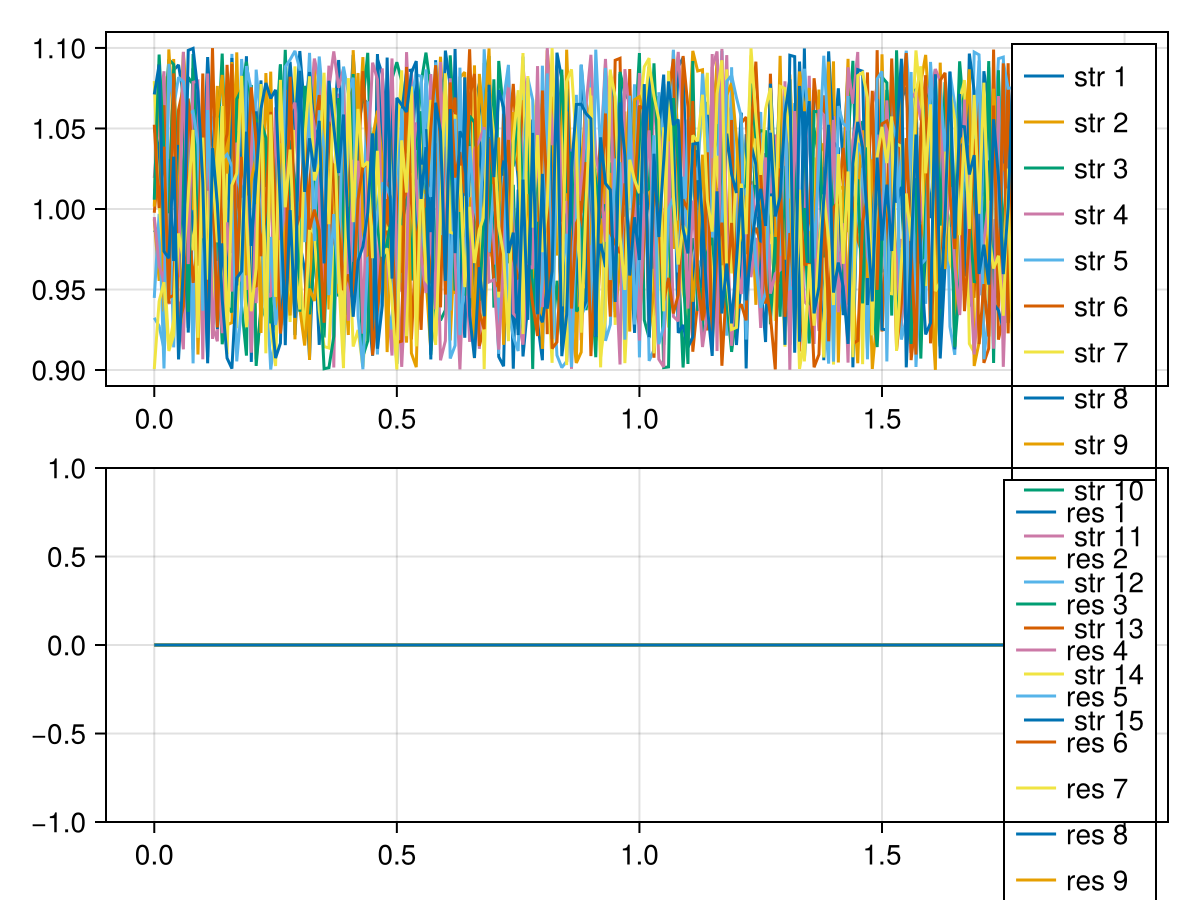 1.10
1.05
1.00
0.95
0.90
0.0 0.5 1.0 1.5
str 1
str 2
str 3
str 4
str 5
str 6
str 7
str 8
str 9
str 10
str 11
str 12
str 13
str 14
str 15
1.0
0.5
0.0
−0.5
−1.0
0.0 0.5 1.0 1.5
res 1
res 2
res 3
res 4
res 5
res 6
res 7
res 8
res 9